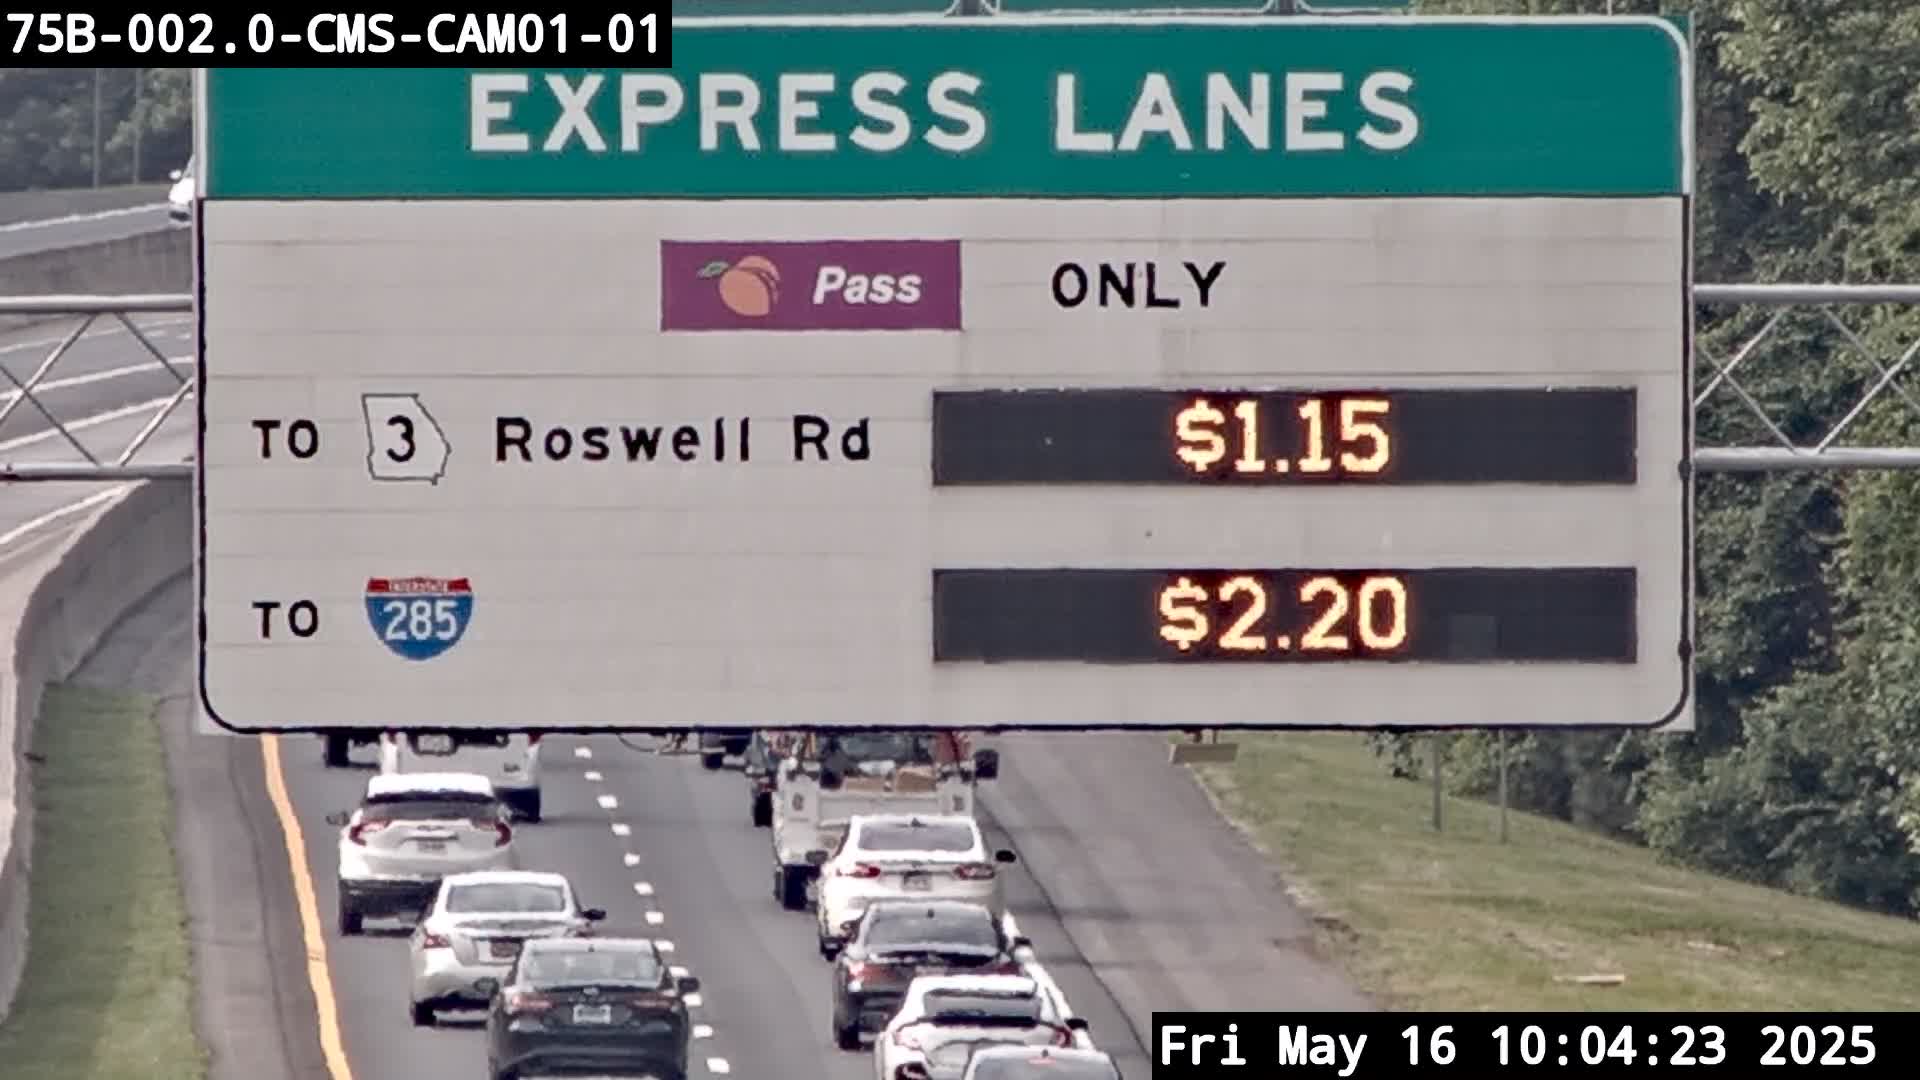 75B-002.0-CMS-CAM01-01
EXPRESS LANES
Pass ONLY
TO 3 Roswell Rd $1.15
INTERSTATE
TO 285 $2.20
Fri May 16 10:04:23 2025